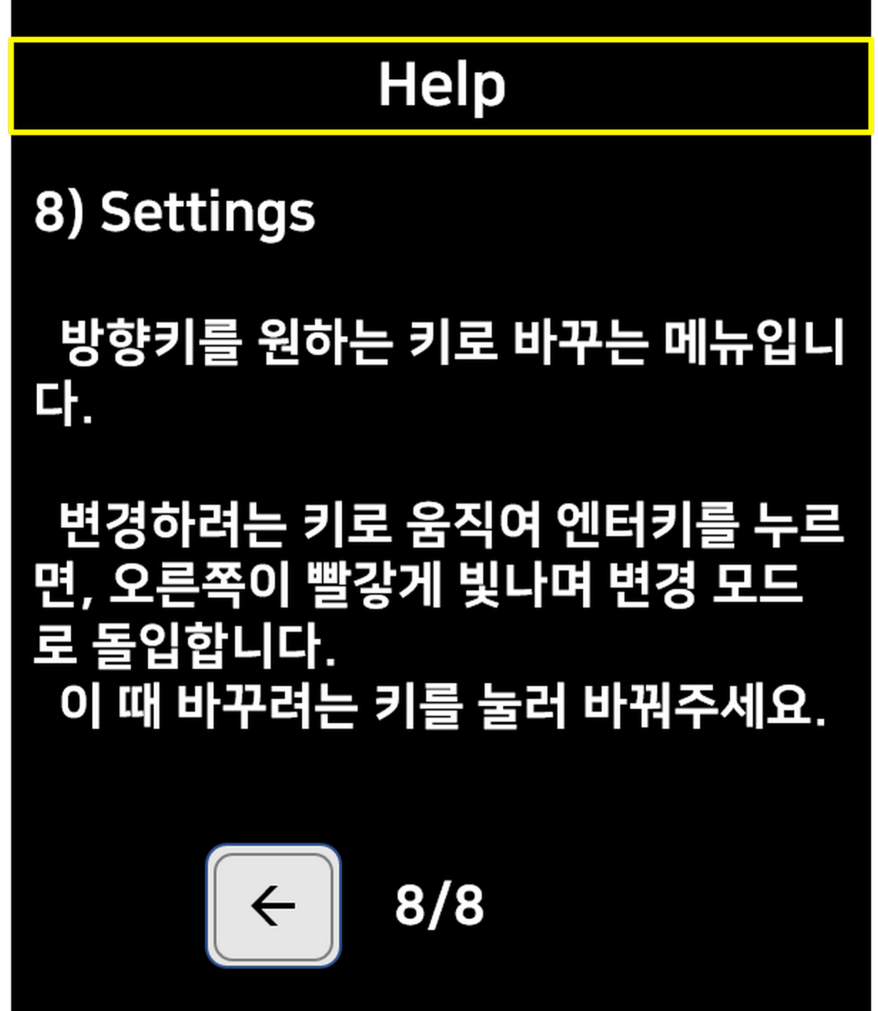 Help
8) Settings
방향키를 원하는 키로 바꾸는 메뉴입니
다.
변경하려는 키로 움직여 엔터키를 누르
면, 오른쪽이 빨갛게 빛나며 변경 모드
로 돌입합니다.
이 때 바꾸려는 키를 눌러 바꿔주세요.
← 8/8